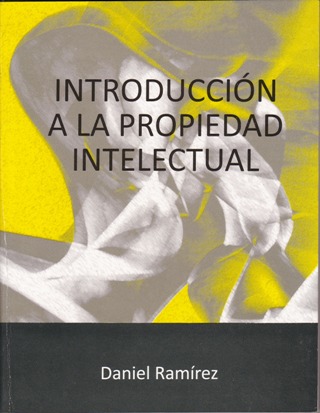 INTRODUCCIÓN
A LA PROPIEDAD
INTELECTUAL
Daniel Ramírez